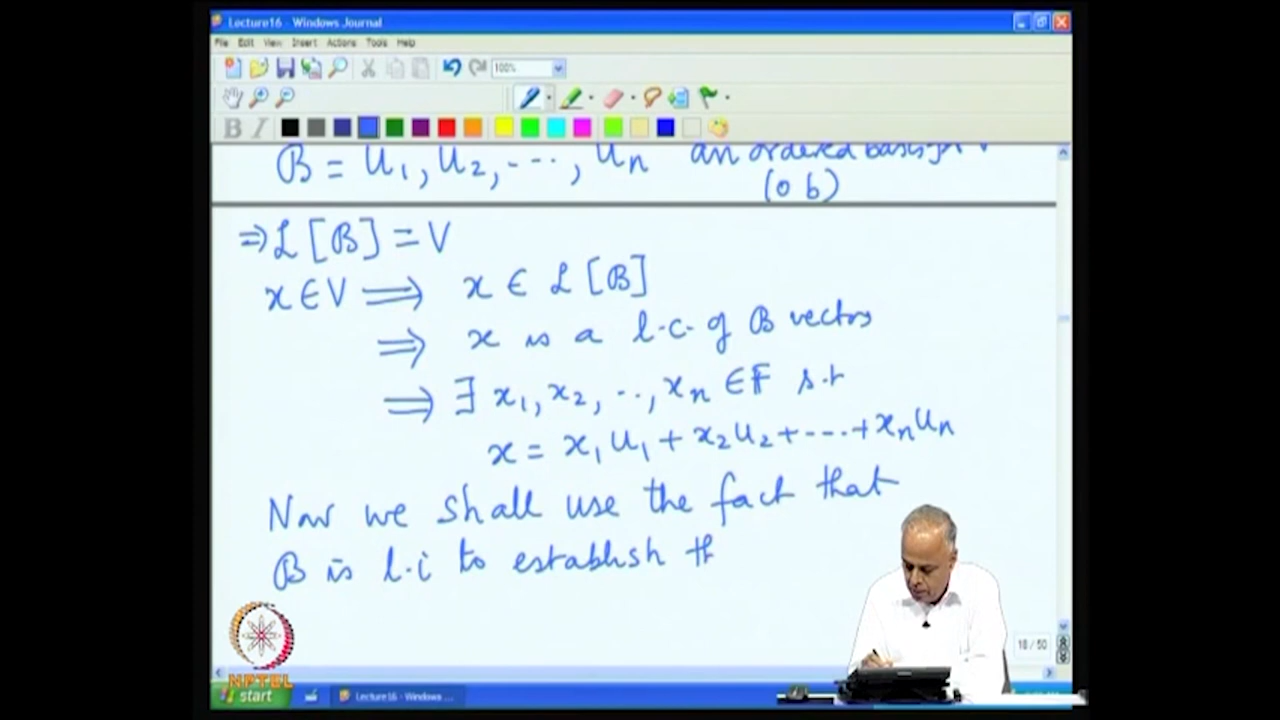 Lecture16 - Windows Journal
File Edit View Insert Actions Tools Help
100%
B I
B = u1, u2, ..., un an ordered basis for V
(o b)
⇒ L [B] = V
x ∈ V ⟹ x ∈ L [B]
⟹ x is a l.c. of B vectors
⟹ ∃ x1, x2, .., xn ∈ F s.t
x = x1 u1 + x2 u2 + ---- + xn un
Now we shall use the fact that
B is l.i to establish th
18 / 50
NPTEL
start Lecture16 - Windows ...